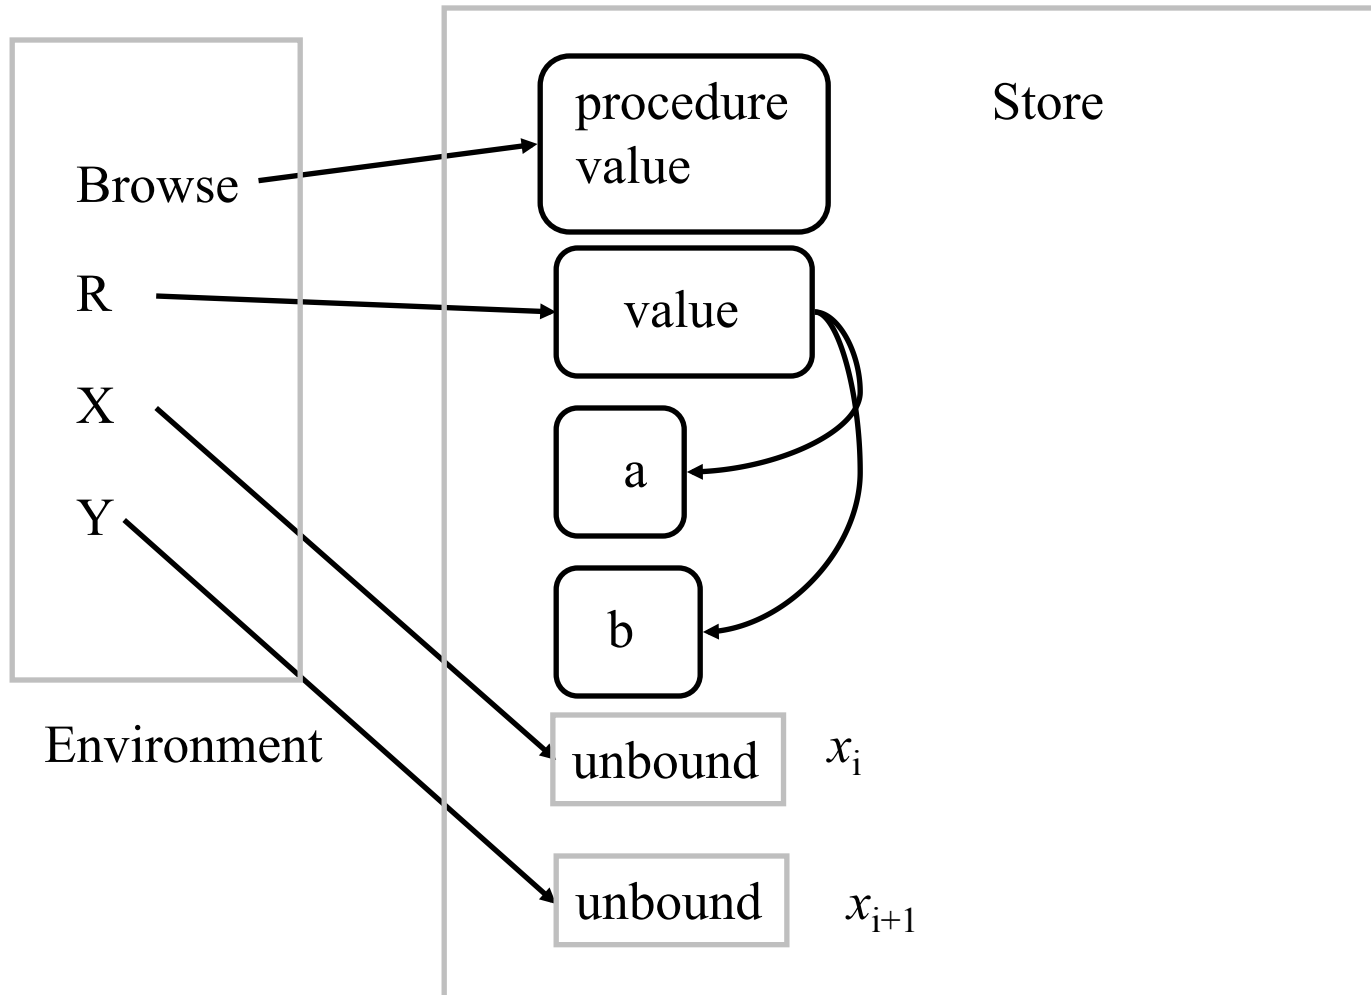 procedure
value
Store
Browse
R
value
X
a
Y
b
Environment
unbound
xᵢ
unbound
xᵢ₊₁